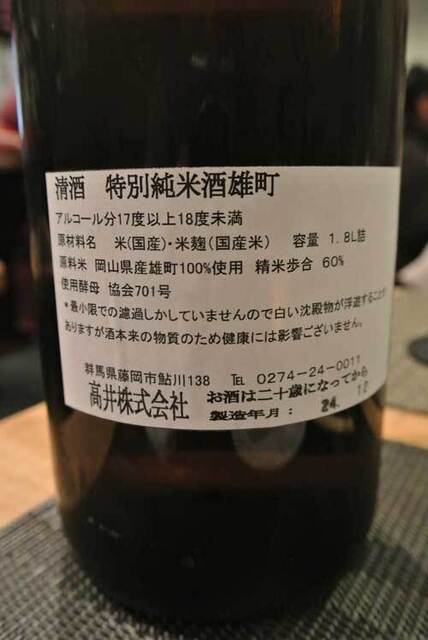 清酒　特別純米酒雄町
アルコール分17度以上18度未満
原材料名　米(国産)・米麹(国産米)　容量　1.8L詰
原料米　岡山県産雄町100%使用　精米歩合　60%
使用酵母　協会701号
*最小限での濾過しかしていませんので白い沈殿物が浮遊することが
ありますが酒本来の物質のため健康には影響ございません。
群馬県藤岡市鮎川138　℡　0274-24-0011
高井株式会社　お酒は二十歳になってから
製造年月：　24.　12